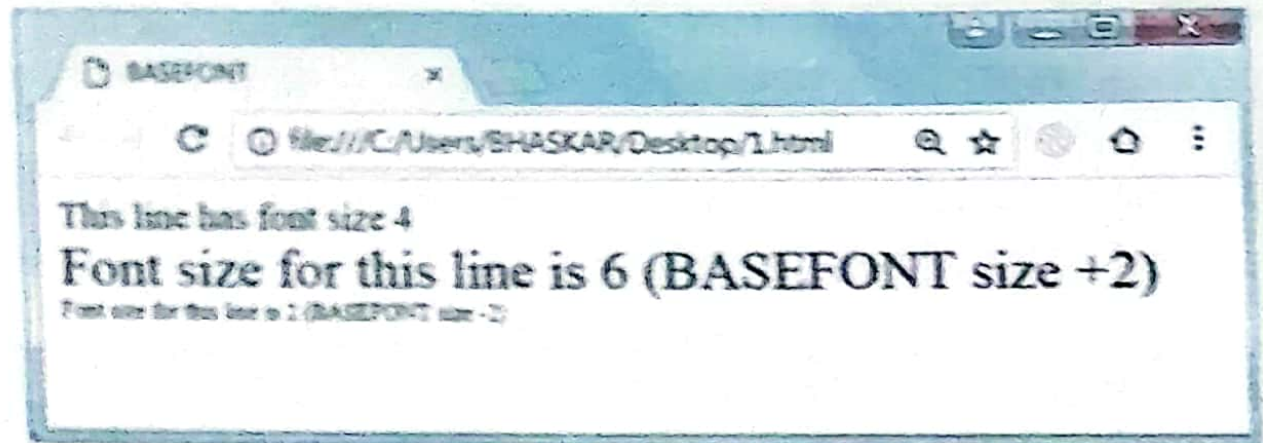 BASEFONT
file:///C:/Users/BHASKAR/Desktop/1.html
This line has font size 4
Font size for this line is 6 (BASEFONT size +2)
Font size for this line is 2 (BASEFONT size -2)